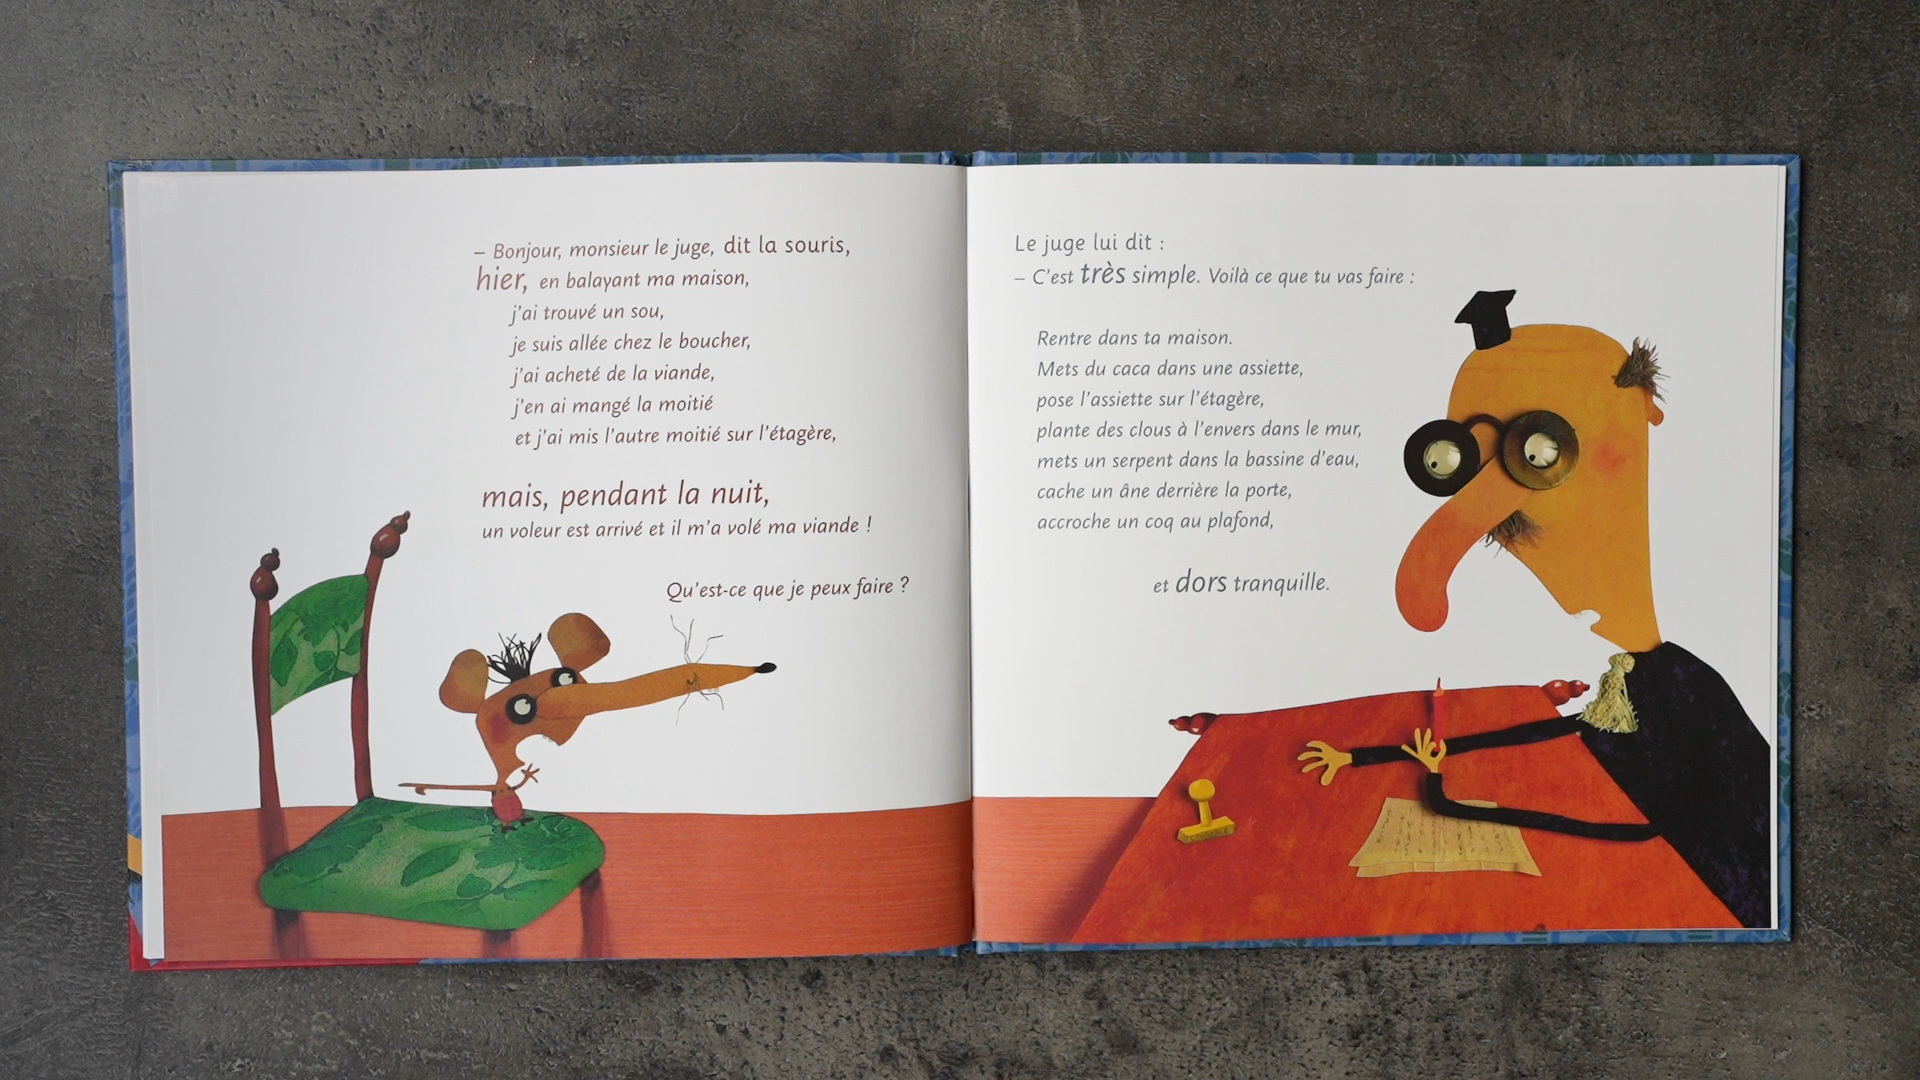 – Bonjour, monsieur le juge, dit la souris,
hier, en balayant ma maison,
j'ai trouvé un sou,
je suis allée chez le boucher,
j'ai acheté de la viande,
j'en ai mangé la moitié
et j'ai mis l'autre moitié sur l'étagère,
mais, pendant la nuit,
un voleur est arrivé et il m'a volé ma viande !
Qu'est-ce que je peux faire ?
Le juge lui dit :
– C'est très simple. Voilà ce que tu vas faire :
Rentre dans ta maison.
Mets du caca dans une assiette,
pose l'assiette sur l'étagère,
plante des clous à l'envers dans le mur,
mets un serpent dans la bassine d'eau,
cache un âne derrière la porte,
accroche un coq au plafond,
et dors tranquille.